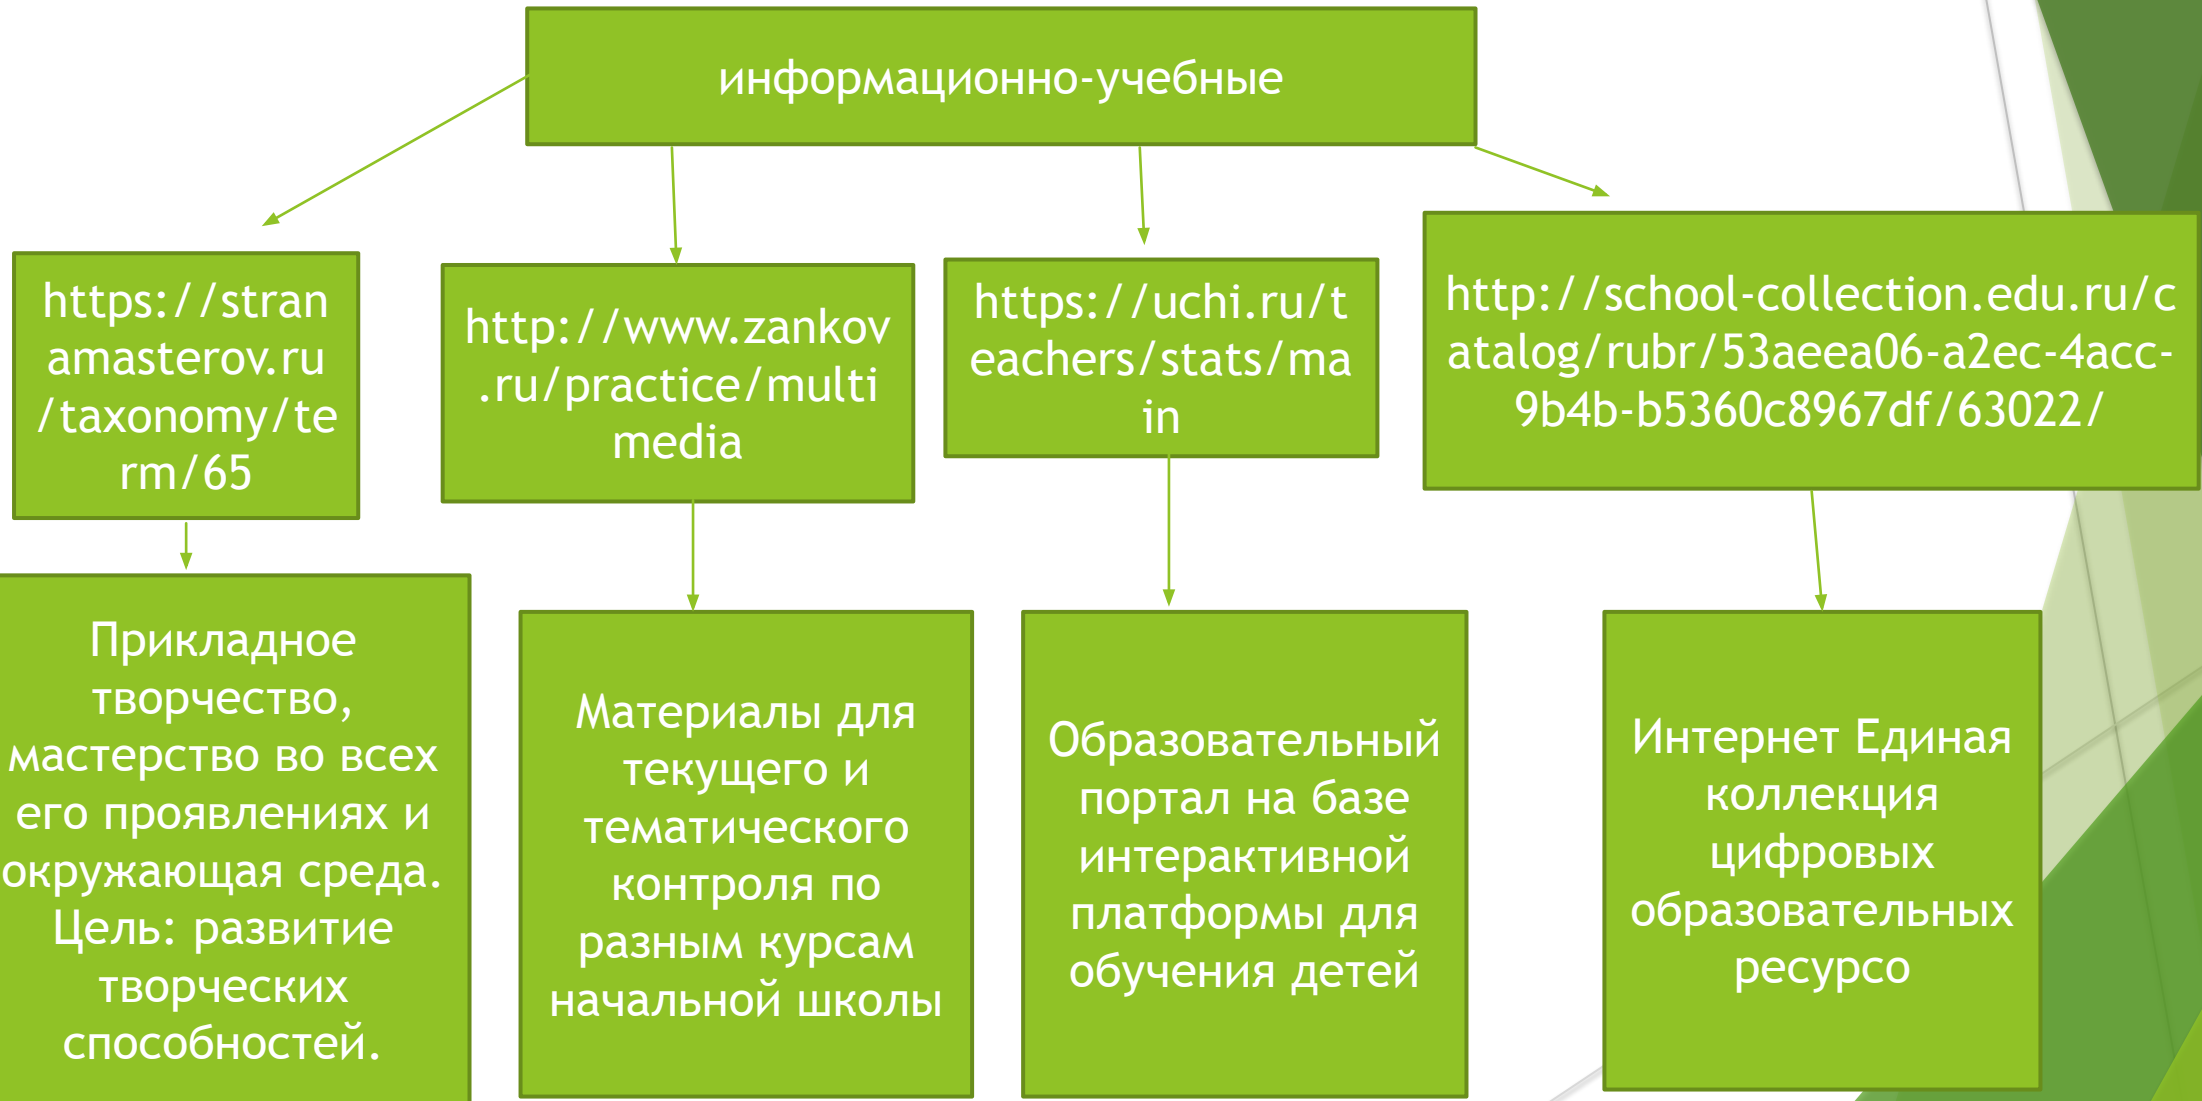 информационно-учебные
https://stran
amasterov.ru
/taxonomy/te
rm/65
http://www.zankov
.ru/practice/multi
media
https://uchi.ru/t
eachers/stats/ma
in
http://school-collection.edu.ru/c
atalog/rubr/53aeea06-a2ec-4acc-
9b4b-b5360c8967df/63022/
Прикладное
творчество,
мастерство во всех
его проявлениях и
окружающая среда.
Цель: развитие
творческих
способностей.
Материалы для
текущего и
тематического
контроля по
разным курсам
начальной школы
Образовательный
портал на базе
интерактивной
платформы для
обучения детей
Интернет Единая
коллекция
цифровых
образовательных
ресурсо